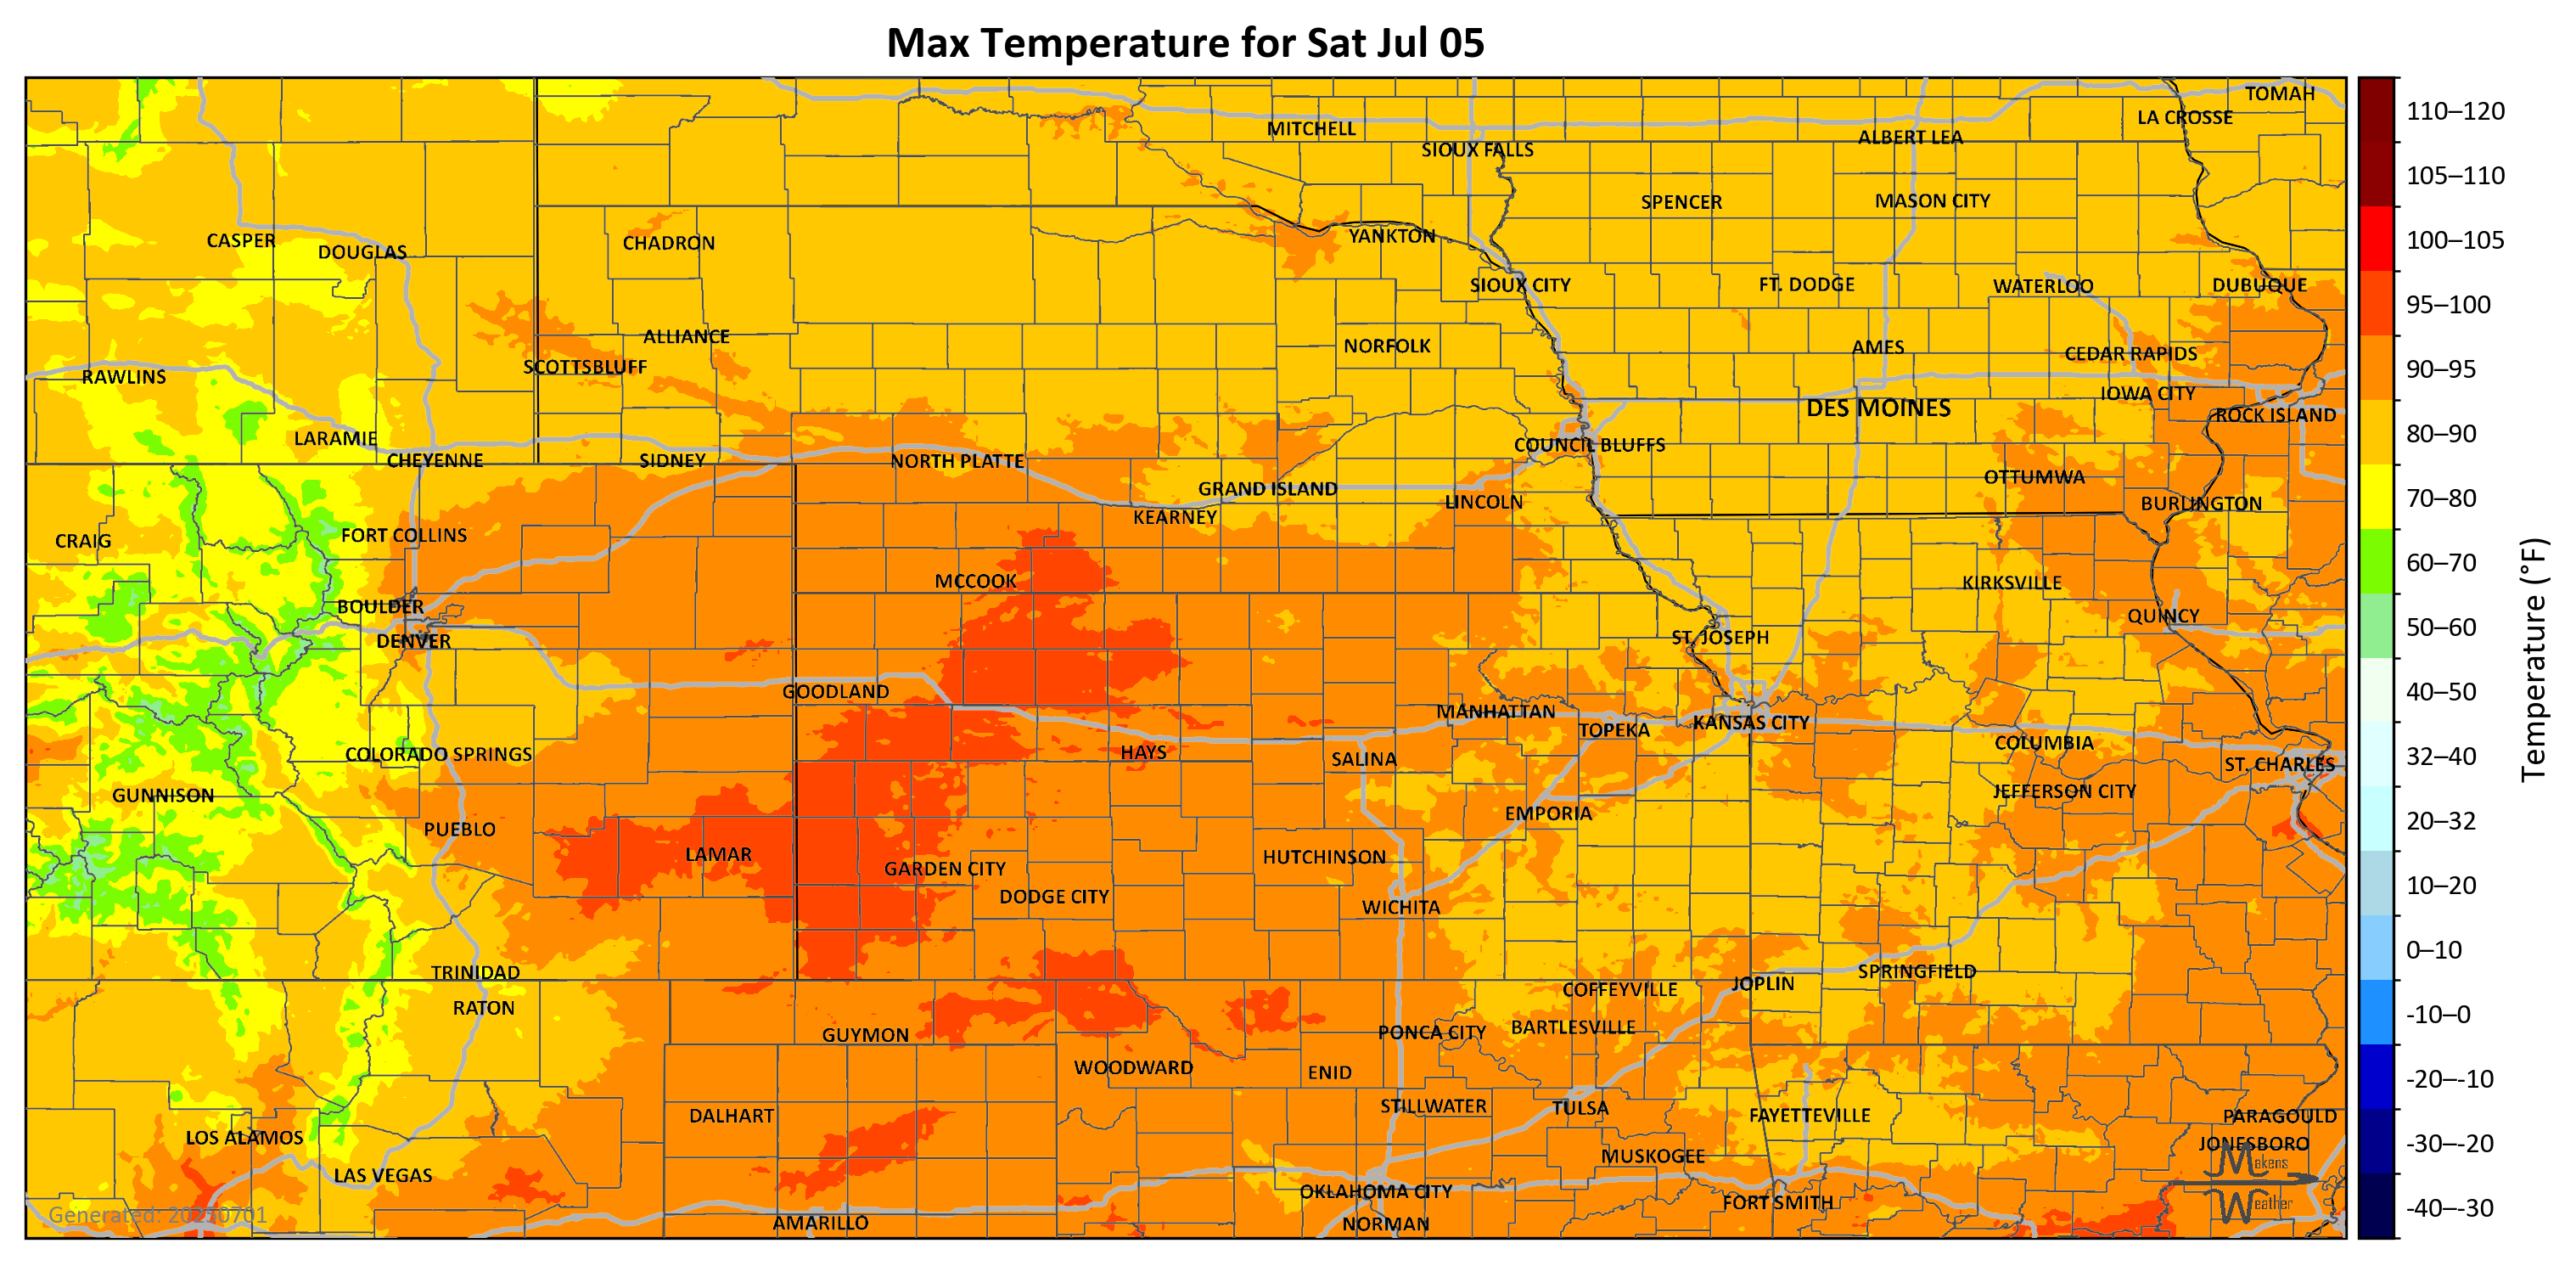 Max Temperature for Sat Jul 05
TOMAH
LA CROSSE
MITCHELL
ALBERT LEA
SIOUX FALLS
SPENCER
MASON CITY
CASPER
DOUGLAS
CHADRON
YANKTON
SIOUX CITY
FT. DODGE
WATERLOO
DUBUQUE
ALLIANCE
NORFOLK
AMES
CEDAR RAPIDS
SCOTTSBLUFF
RAWLINS
IOWA CITY
DES MOINES
ROCK ISLAND
LARAMIE
COUNCIL BLUFFS
CHEYENNE
SIDNEY
NORTH PLATTE
OTTUMWA
GRAND ISLAND
LINCOLN
BURLINGTON
KEARNEY
CRAIG
FORT COLLINS
MCCOOK
KIRKSVILLE
BOULDER
QUINCY
DENVER
ST. JOSEPH
GOODLAND
MANHATTAN
TOPEKA
KANSAS CITY
COLUMBIA
COLORADO SPRINGS
HAYS
SALINA
ST. CHARLES
GUNNISON
JEFFERSON CITY
EMPORIA
PUEBLO
LAMAR
GARDEN CITY
HUTCHINSON
DODGE CITY
WICHITA
TRINIDAD
SPRINGFIELD
JOPLIN
COFFEYVILLE
RATON
GUYMON
PONCA CITY
BARTLESVILLE
WOODWARD
ENID
STILLWATER
TULSA
DALHART
FAYETTEVILLE
PARAGOULD
LOS ALAMOS
JONESBORO
LAS VEGAS
MUSKOGEE
OKLAHOMA CITY
FORT SMITH
AMARILLO
NORMAN
Generated: 20250701
Makens
Weather
110–120
105–110
100–105
95–100
90–95
80–90
70–80
60–70
50–60
40–50
32–40
20–32
10–20
0–10
-10–0
-20–-10
-30–-20
-40–-30
Temperature (°F)